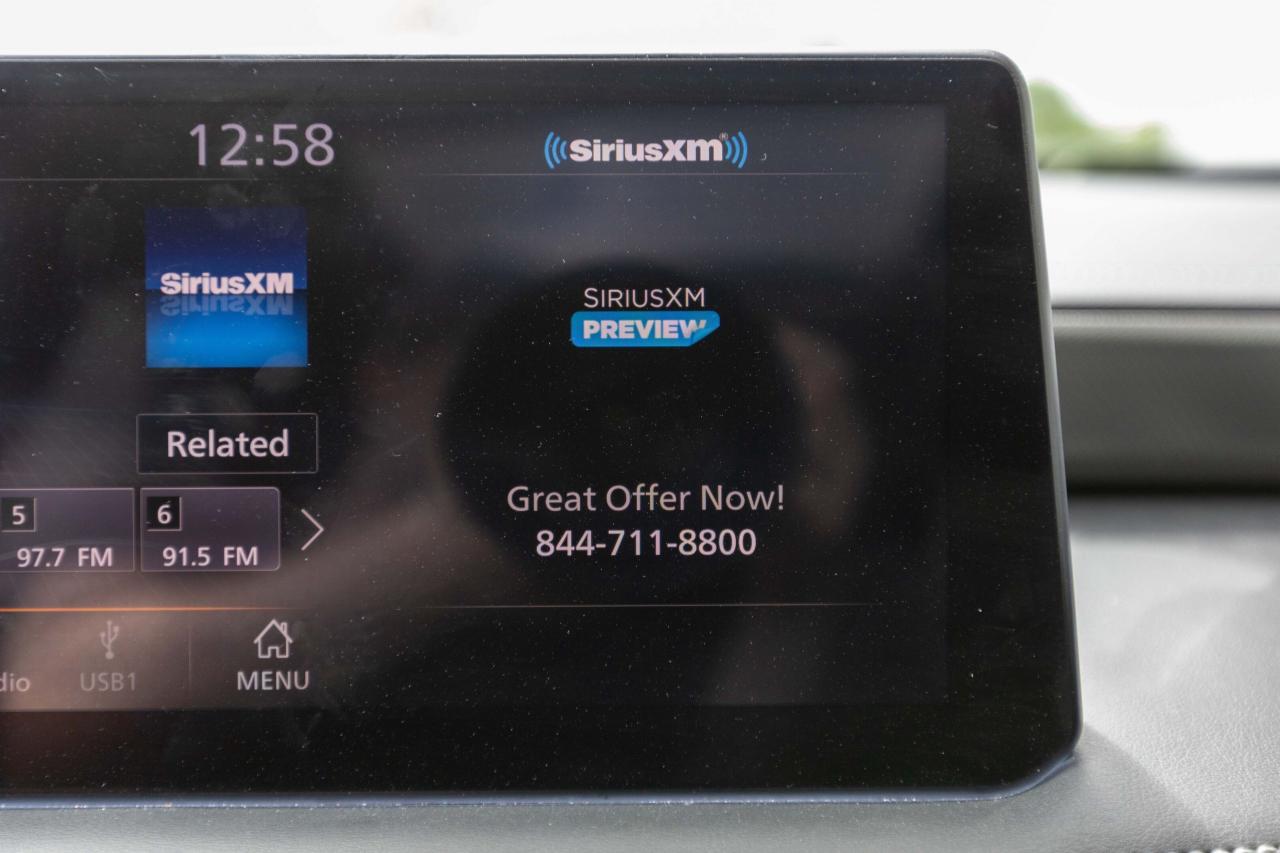 12:58
SiriusXM®
SiriusXM
SIRIUSXM
PREVIEW
Related
5
97.7 FM
6
91.5 FM
Great Offer Now!
844-711-8800
dio
USB1
MENU